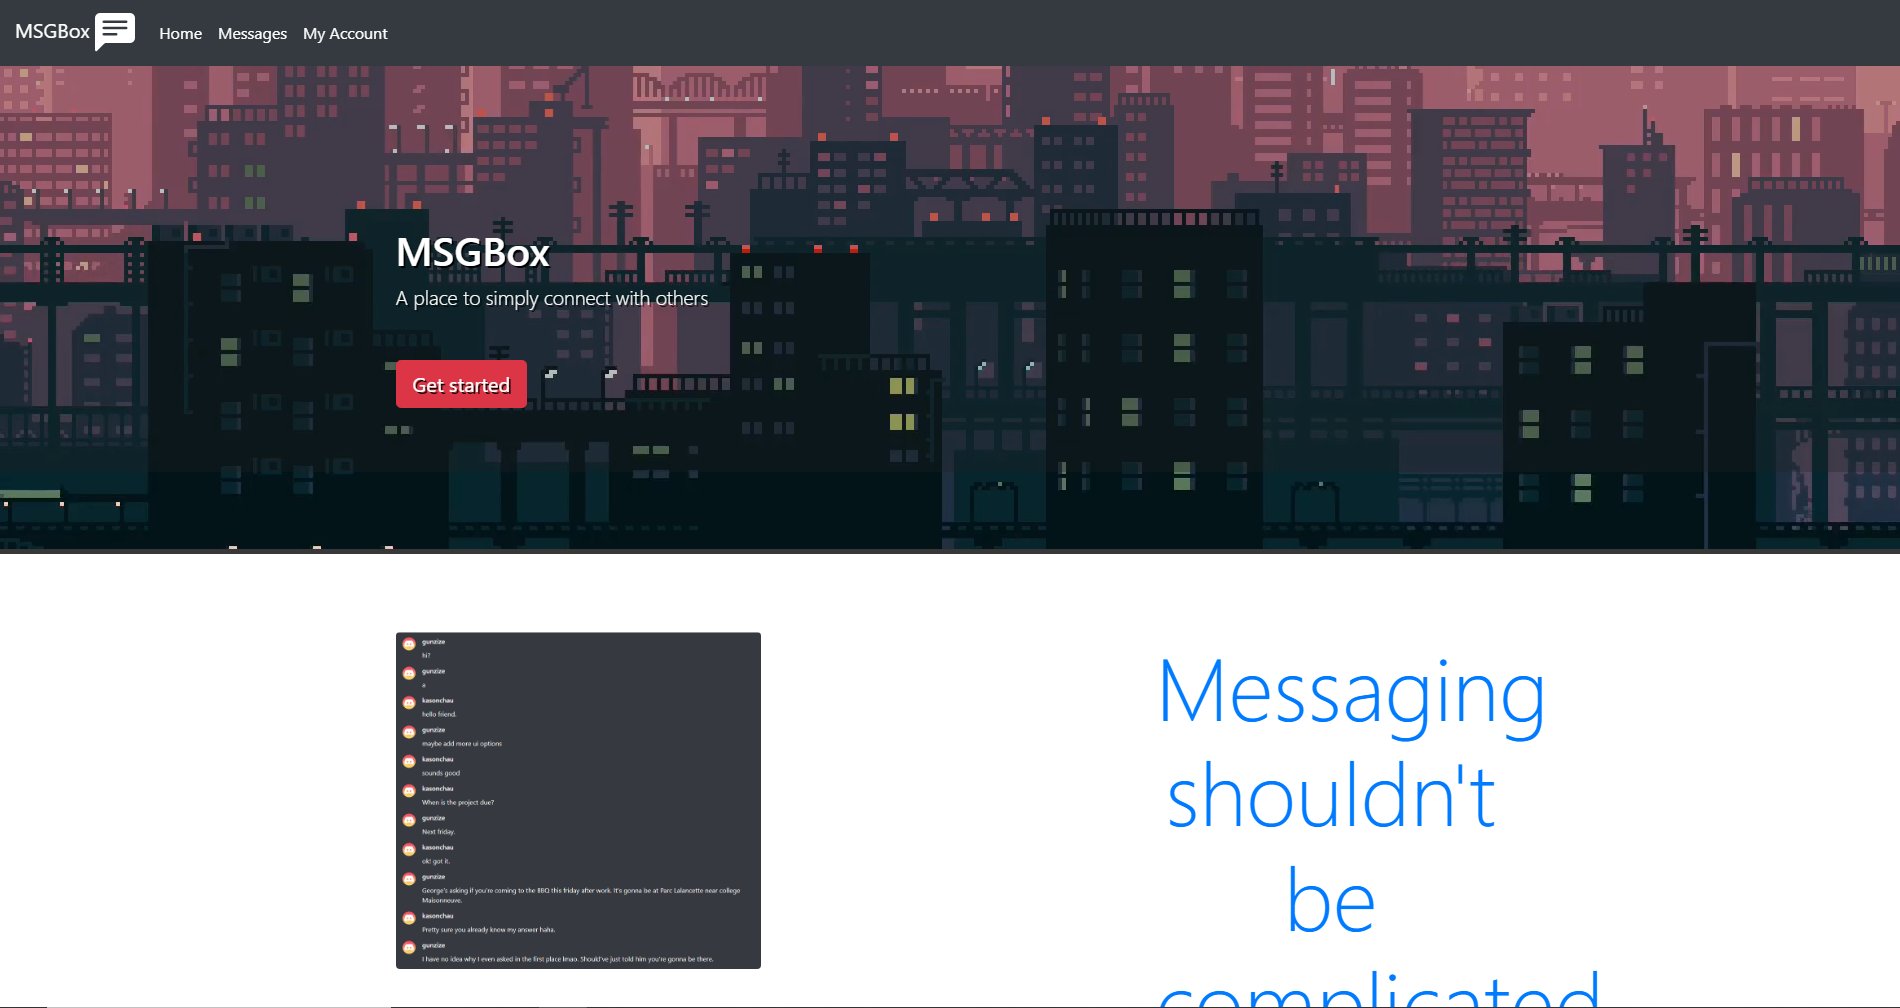 MSGBox
Home Messages My Account
MSGBox
A place to simply connect with others
Get started
gunzize
hi?
gunzize
a
kasonchau
hello friend.
gunzize
maybe add more ui options
kasonchau
sounds good
kasonchau
When is the project due?
gunzize
Next friday.
kasonchau
ok! got it.
gunzize
George's asking if you're coming to the BBQ this friday after work. It's gonna be at Parc Lalancette near college
Maisonneuve.
kasonchau
Pretty sure you already know my answer haha.
gunzize
I have no idea why I even asked in the first place lmao. Should've just told him you're gonna be there.
Messaging
shouldn't
be
complicated